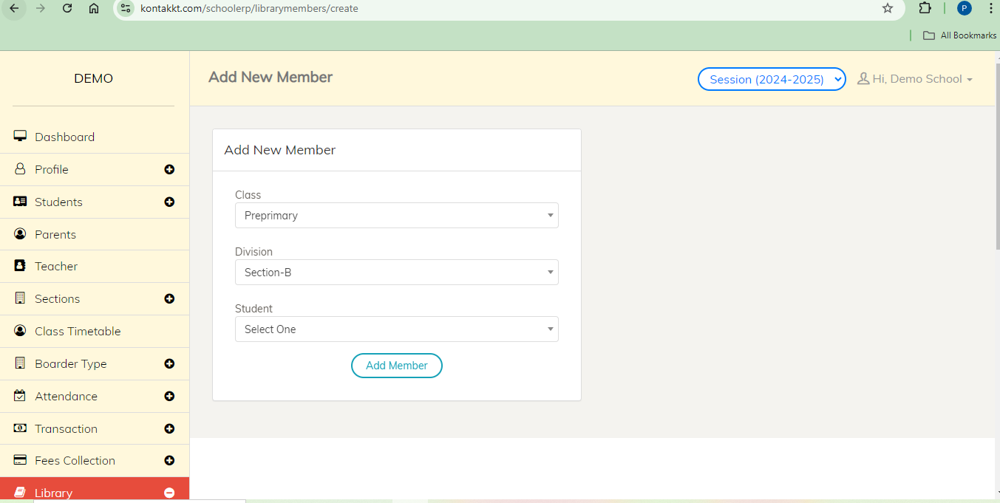 kontakkt.com/schoolerp/librarymembers/create
P
All Bookmarks
DEMO
Add New Member
Session (2024-2025)
Hi, Demo School
Dashboard
Profile
Students
Parents
Teacher
Sections
Class Timetable
Boarder Type
Attendance
Transaction
Fees Collection
Library
Add New Member
Class
Preprimary
Division
Section-B
Student
Select One
Add Member